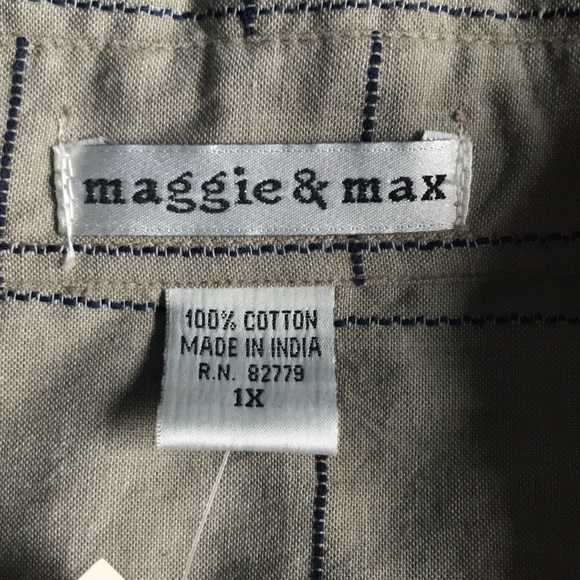 maggie & max
100% COTTON
MADE IN INDIA
R.N. 82779
1X